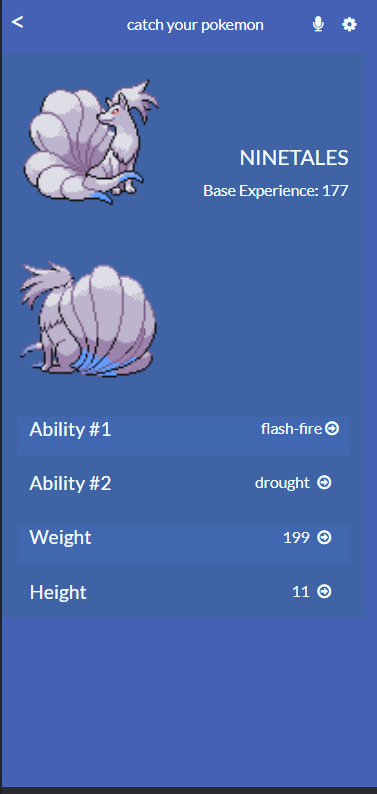 <
catch your pokemon
NINETALES
Base Experience: 177
Ability #1 flash-fire
Ability #2 drought
Weight 199
Height 11